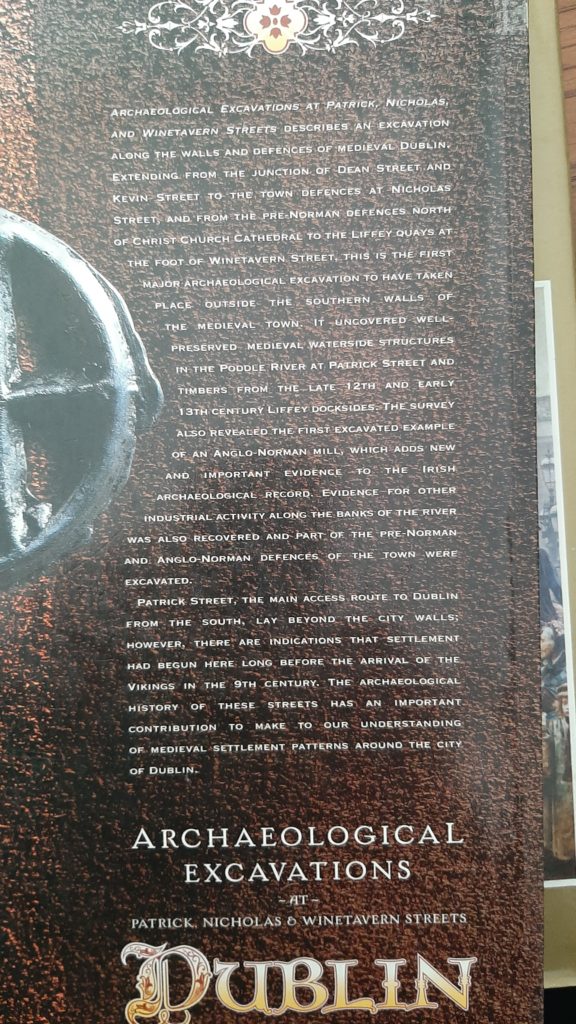 Archaeological Excavations at Patrick, Nicholas,
and Winetavern Streets describes an excavation
along the walls and defences of medieval Dublin.
Extending from the junction of Dean Street and
Kevin Street to the town defences at Nicholas
Street, and from the pre-Norman defences north
of Christ Church Cathedral to the Liffey quays at
the foot of Winetavern Street, this is the first
major archaeological excavation to have taken
place outside the southern walls of
the medieval town. It uncovered well-
preserved medieval waterside structures
in the Poddle River at Patrick Street and
timbers from the late 12th and early
13th century Liffey docksides. The survey
also revealed the first excavated example
of an Anglo-Norman mill, which adds new
and important evidence to the Irish
archaeological record. Evidence for other
industrial activity along the banks of the river
was also recovered and part of the pre-Norman
and Anglo-Norman defences of the town were
excavated.
Patrick Street, the main access route to Dublin
from the south, lay beyond the city walls;
however, there are indications that settlement
had begun here long before the arrival of the
Vikings in the 9th century. The archaeological
history of these streets has an important
contribution to make to our understanding
of medieval settlement patterns around the city
of Dublin.
Archaeological
Excavations
- at -
Patrick, Nicholas & Winetavern Streets
Dublin